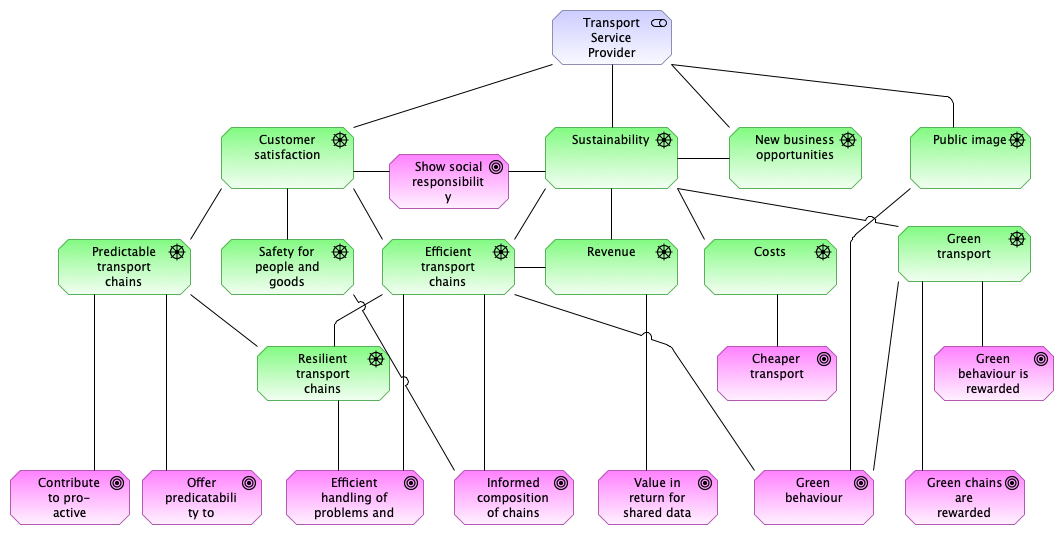 Transport
Service
Provider
Customer
satisfaction
Show social
responsibilit
y
Sustainability
New business
opportunities
Public image
Predictable
transport
chains
Safety for
people and
goods
Efficient
transport
chains
Revenue
Costs
Green
transport
Resilient
transport
chains
Cheaper
transport
Green
behaviour is
rewarded
Contribute
to pro-
active
Offer
predicatabili
ty to
Efficient
handling of
problems and
Informed
composition
of chains
Value in
return for
shared data
Green
behaviour
Green chains
are
rewarded